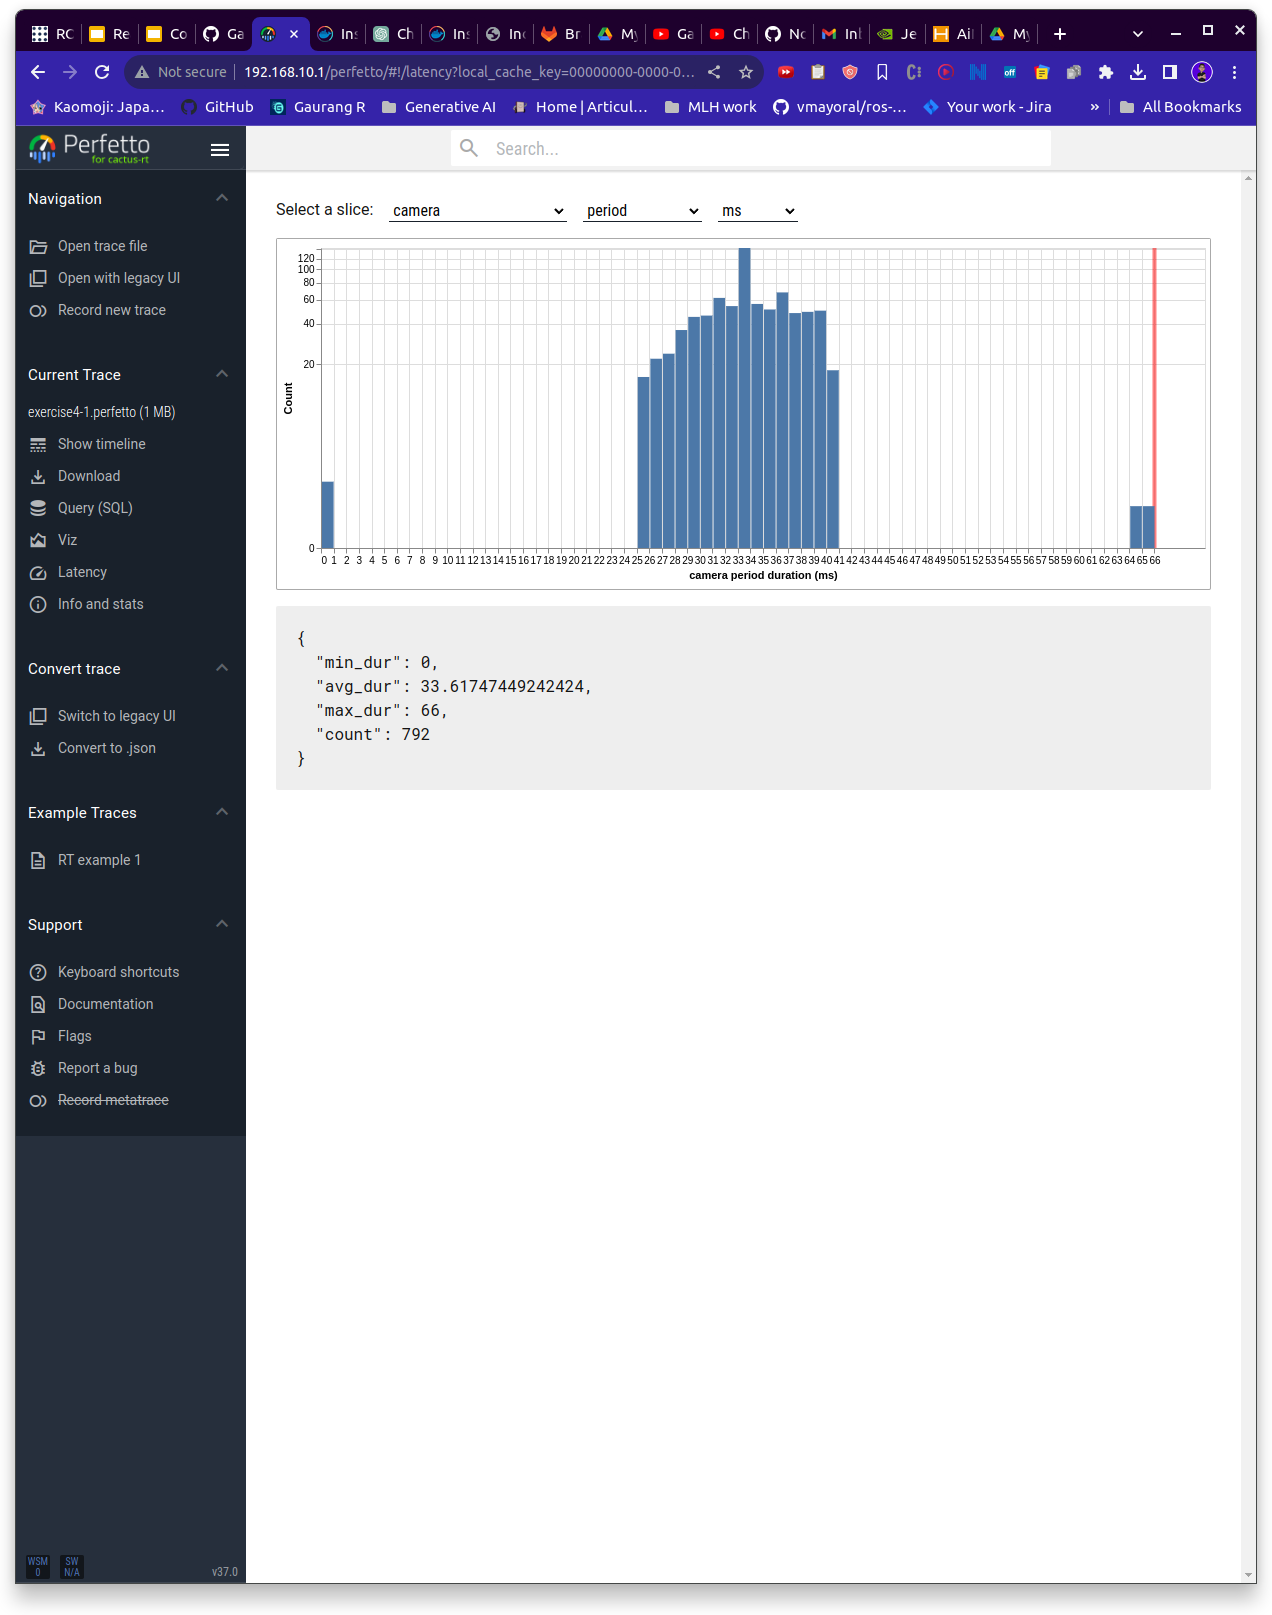 RC
Re
Co
Ga
Ins
Ch
Ins
Inc
Br
My
Ga
Ch
Nc
Inl
Je
Ail
My
Not secure
192.168.10.1/perfetto/#!/latency?local_cache_key=00000000-0000-0...
off
Kaomoji: Japa...
GitHub
Gaurang R
Generative AI
Home | Articul...
MLH work
vmayoral/ros-...
Your work - Jira
»
All Bookmarks
Perfetto
for cactus-rt
Search...
Navigation
Open trace file
Open with legacy UI
Record new trace
Current Trace
exercise4-1.perfetto (1 MB)
Show timeline
Download
Query (SQL)
Viz
Latency
Info and stats
Convert trace
Switch to legacy UI
Convert to .json
Example Traces
RT example 1
Support
Keyboard shortcuts
Documentation
Flags
Report a bug
Record metatrace
WSM
0
SW
N/A
v37.0
Select a slice: camera period ms
120
100
80
60
40
20
0
Count
0 1 2 3 4 5 6 7 8 9 10 11 12 13 14 15 16 17 18 19 20 21 22 23 24 25 26 27 28 29 30 31 32 33 34 35 36 37 38 39 40 41 42 43 44 45 46 47 48 49 50 51 52 53 54 55 56 57 58 59 60 61 62 63 64 65 66
camera period duration (ms)
{
"min_dur": 0,
"avg_dur": 33.61747449242424,
"max_dur": 66,
"count": 792
}